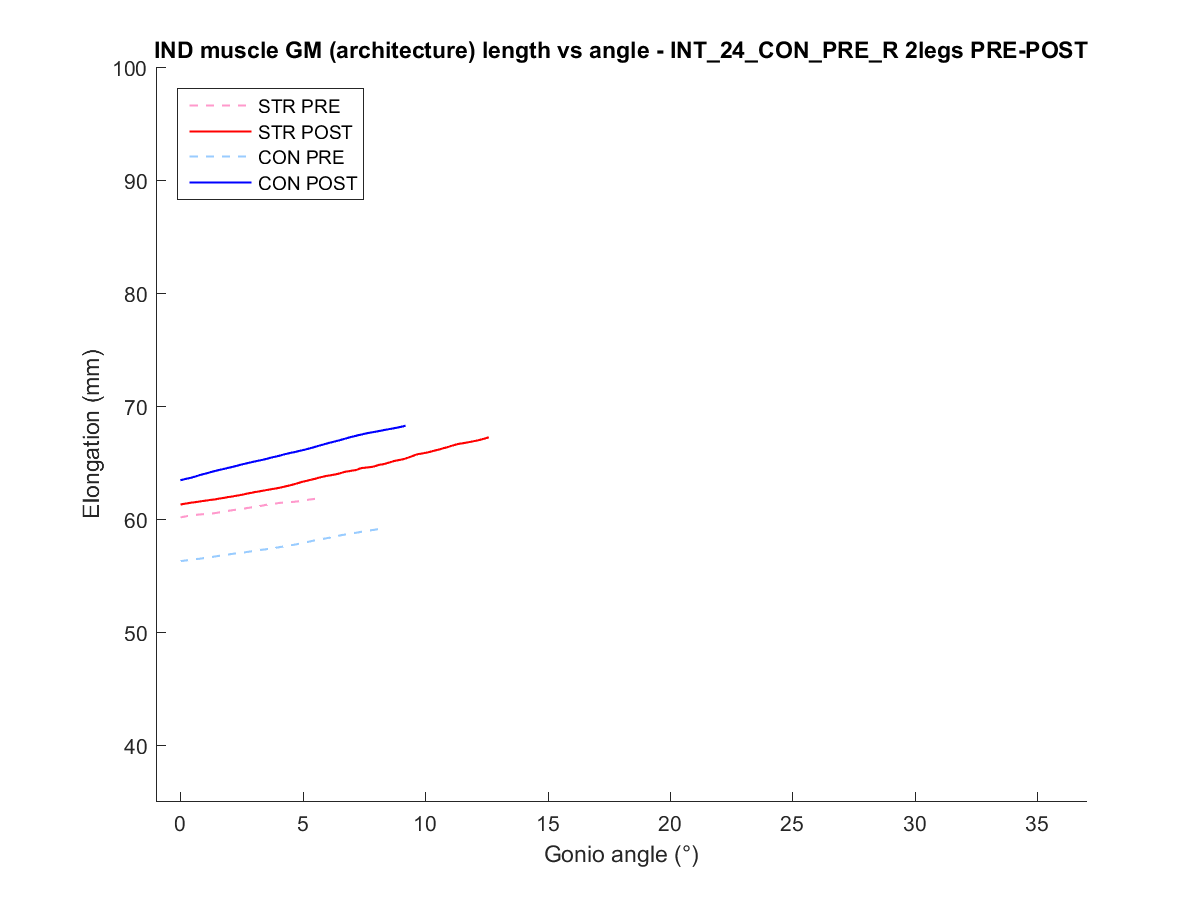 IND muscle GM (architecture) length vs angle - INT_24_CON_PRE_R 2legs PRE-POST
100
90
80
70
60
50
40
STR PRE
STR POST
CON PRE
CON POST
Elongation (mm)
0 5 10 15 20 25 30 35
Gonio angle (°)